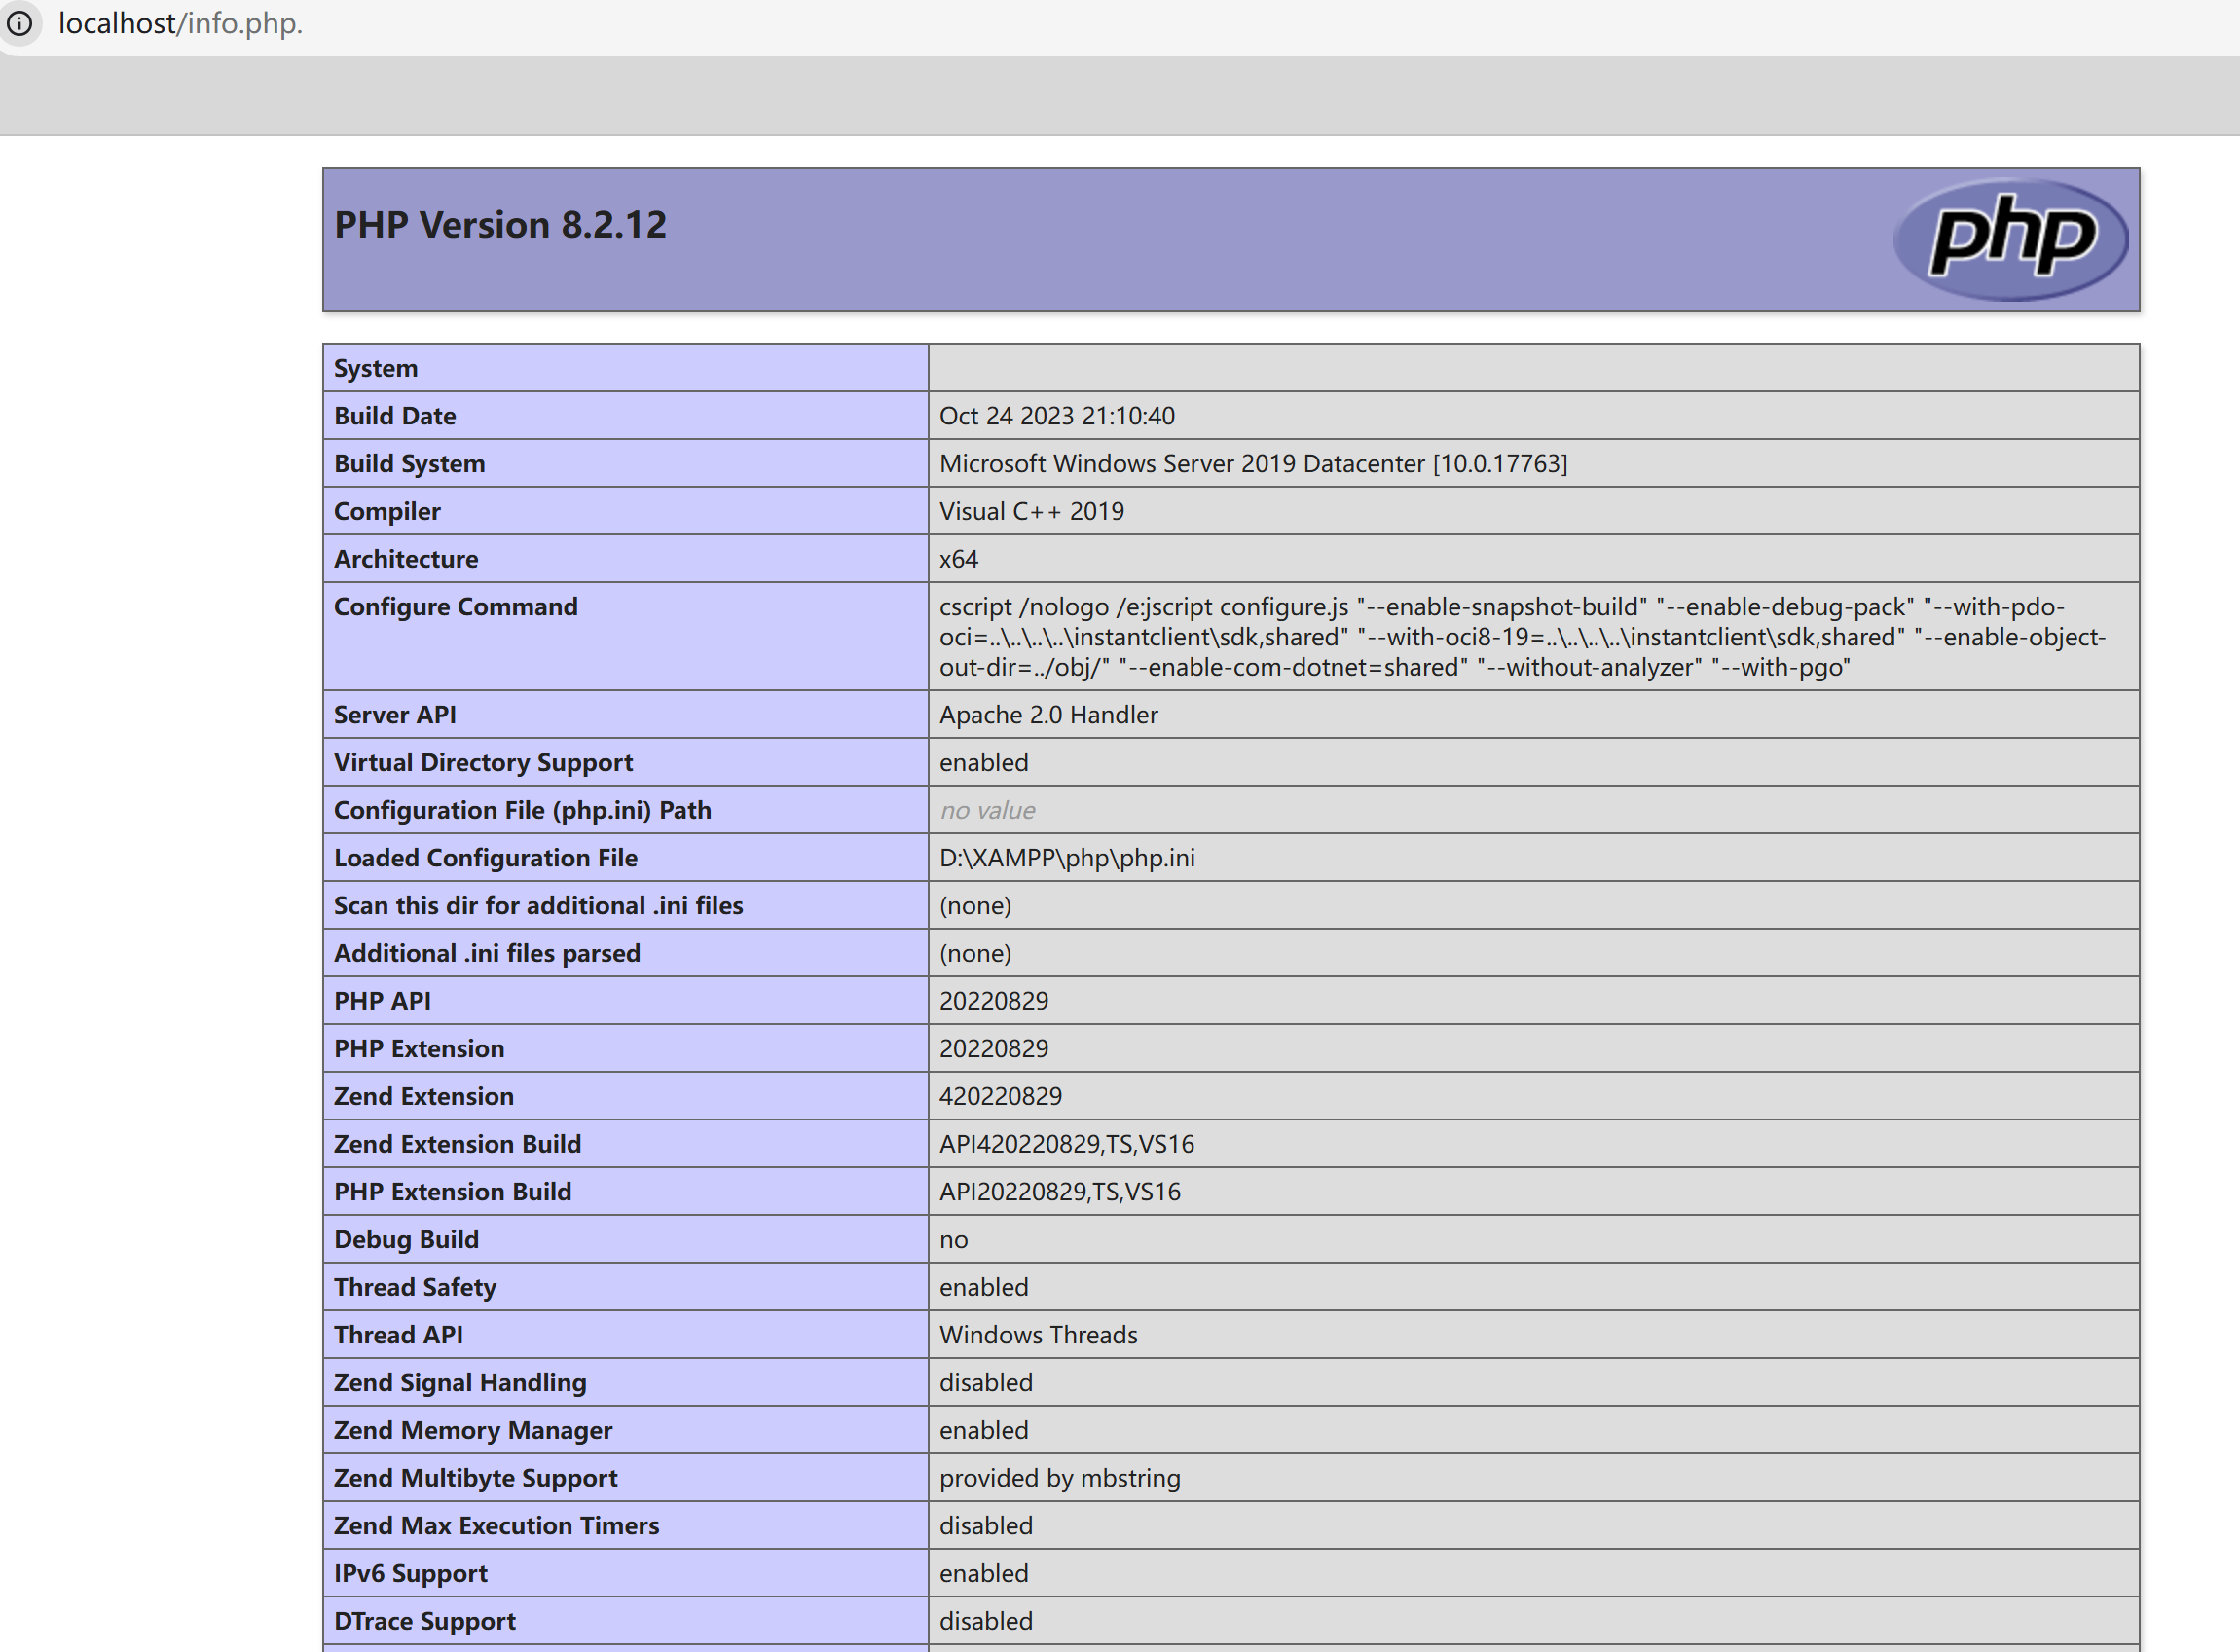 localhost/info.php.
PHP Version 8.2.12
php
System
Build Date Oct 24 2023 21:10:40
Build System Microsoft Windows Server 2019 Datacenter [10.0.17763]
Compiler Visual C++ 2019
Architecture x64
Configure Command cscript /nologo /e:jscript configure.js "--enable-snapshot-build" "--enable-debug-pack" "--with-pdo-
oci=..\..\..\..\instantclient\sdk,shared" "--with-oci8-19=..\..\..\..\instantclient\sdk,shared" "--enable-object-
out-dir=../obj/" "--enable-com-dotnet=shared" "--without-analyzer" "--with-pgo"
Server API Apache 2.0 Handler
Virtual Directory Support enabled
Configuration File (php.ini) Path no value
Loaded Configuration File D:\XAMPP\php\php.ini
Scan this dir for additional .ini files (none)
Additional .ini files parsed (none)
PHP API 20220829
PHP Extension 20220829
Zend Extension 420220829
Zend Extension Build API420220829,TS,VS16
PHP Extension Build API20220829,TS,VS16
Debug Build no
Thread Safety enabled
Thread API Windows Threads
Zend Signal Handling disabled
Zend Memory Manager enabled
Zend Multibyte Support provided by mbstring
Zend Max Execution Timers disabled
IPv6 Support enabled
DTrace Support disabled